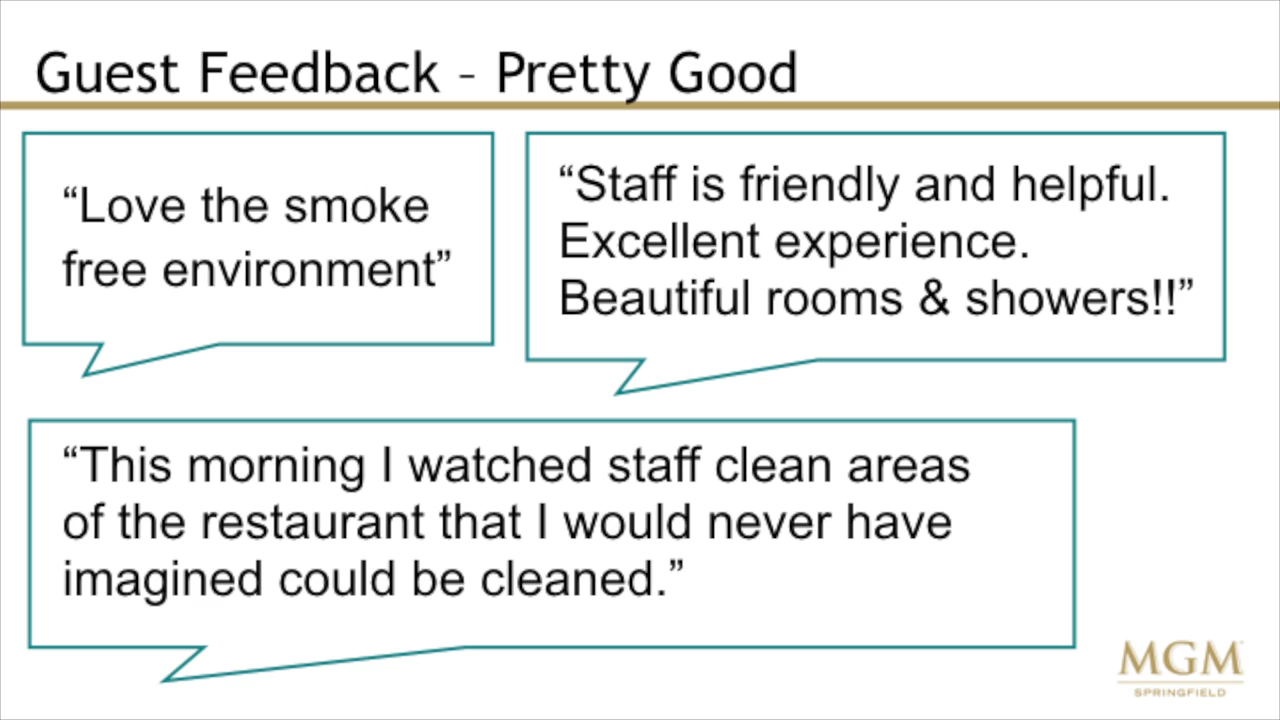 Guest Feedback – Pretty Good
“Love the smoke
free environment”
“Staff is friendly and helpful.
Excellent experience.
Beautiful rooms & showers!!”
“This morning I watched staff clean areas
of the restaurant that I would never have
imagined could be cleaned.”
MGM
SPRINGFIELD